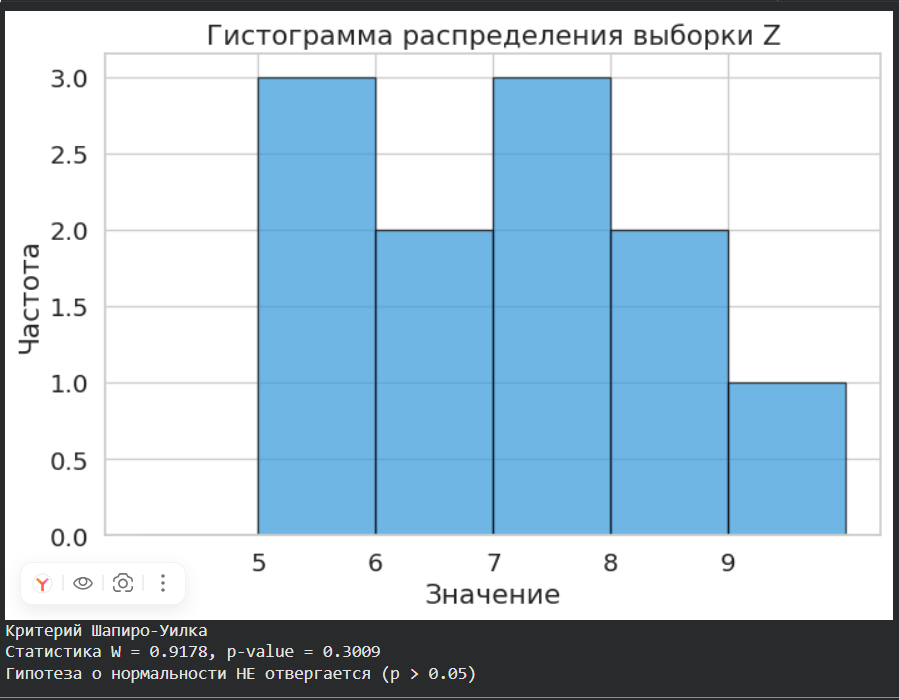 Гистограмма распределения выборки Z
3.0
2.5
2.0
1.5
1.0
0.5
0.0
Частота
5 6 7 8 9
Значение
Критерий Шапиро-Уилка
Статистика W = 0.9178, p-value = 0.3009
Гипотеза о нормальности НЕ отвергается (p > 0.05)